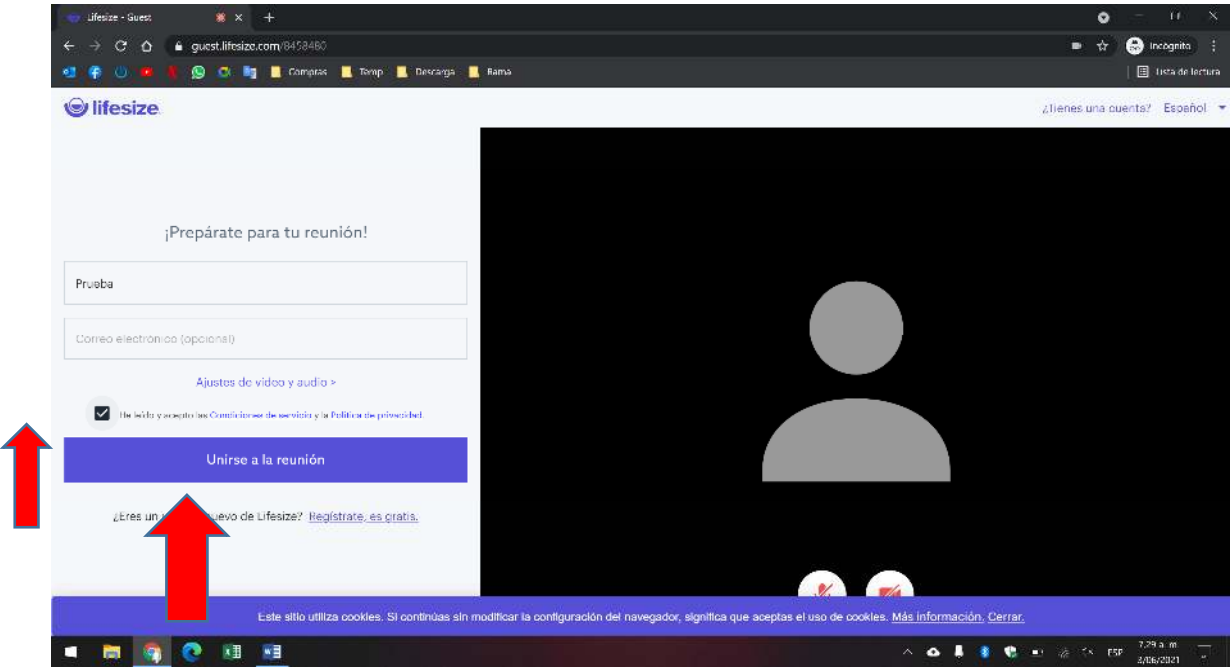 Lifesize - Guest
guest.lifesize.com/8458480
Incógnito
Compras Temp Descarga Rama
Lista de lectura
lifesize
¿Tienes una cuenta? Español
¡Prepárate para tu reunión!
Prueba
Correo electrónico (opcional)
Ajustes de vídeo y audio >
He leído y acepto las Condiciones de servicio y la Política de privacidad.
Unirse a la reunión
¿Eres un uevo de Lifesize? Regístrate, es gratis.
Este sitio utiliza cookies. Si continúas sin modificar la configuración del navegador, significa que aceptas el uso de cookies. Más información. Cerrar.
ESP
7:29 a. m.
3/06/2021